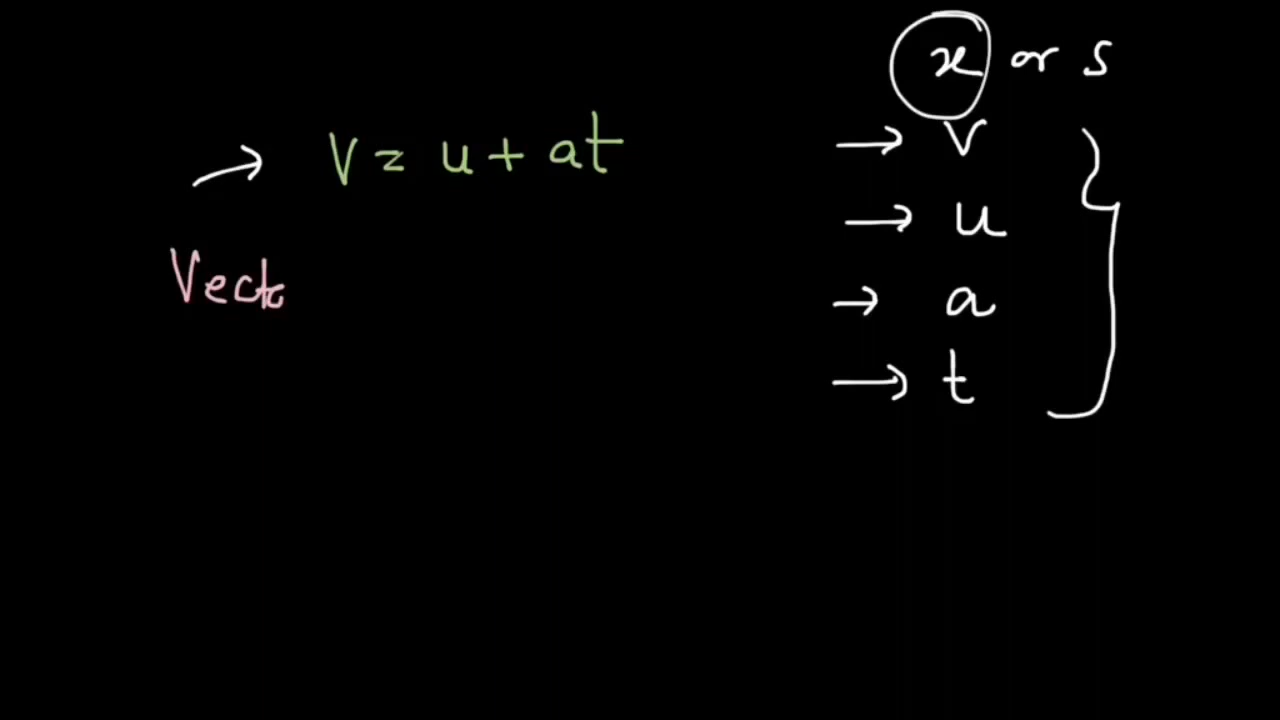 x or s
→ v = u + at
→ v
→ u
Vect
→ a
→ t